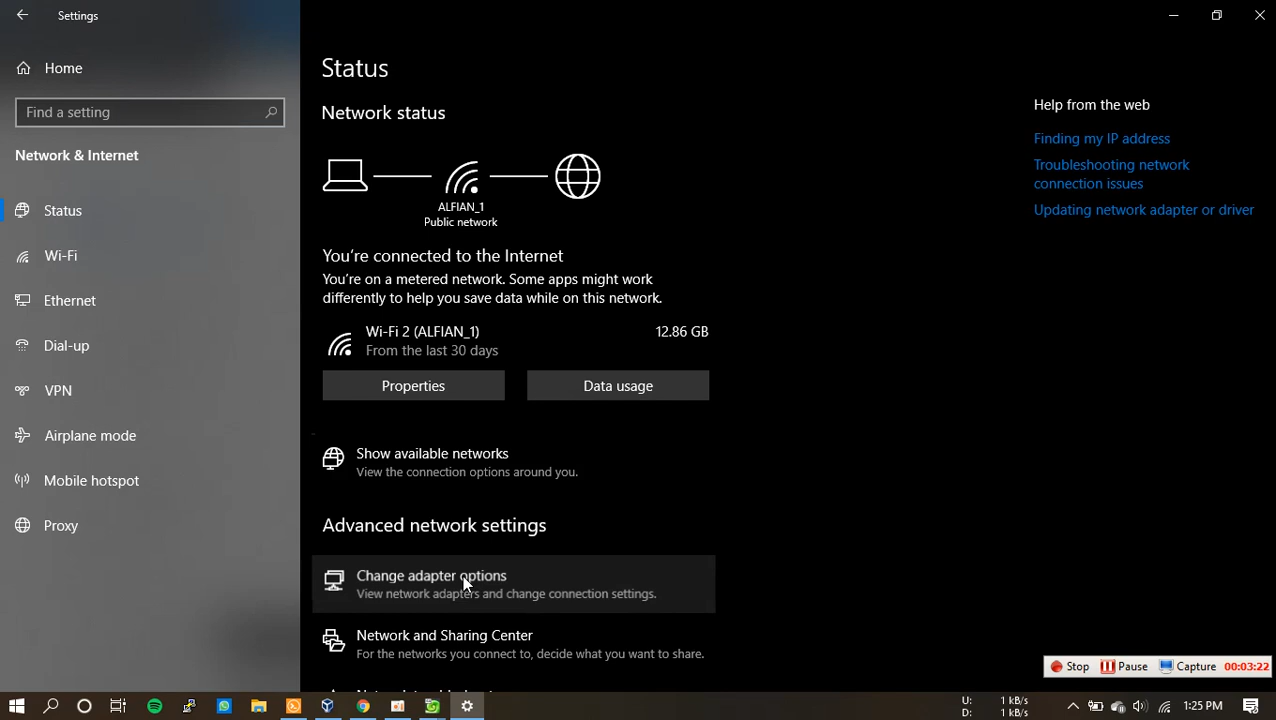 Settings
Home
Find a setting
Network & Internet
Status
Wi-Fi
Ethernet
Dial-up
VPN
Airplane mode
Mobile hotspot
Proxy
Status
Network status
ALFIAN_1
Public network
You're connected to the Internet
You're on a metered network. Some apps might work
differently to help you save data while on this network.
Wi-Fi 2 (ALFIAN_1)
12.86 GB
From the last 30 days
Properties
Data usage
Show available networks
View the connection options around you.
Advanced network settings
Change adapter options
View network adapters and change connection settings.
Network and Sharing Center
For the networks you connect to, decide what you want to share.
Help from the web
Finding my IP address
Troubleshooting network
connection issues
Updating network adapter or driver
Stop
Pause
Capture
00:03:22
U: 1 kB/s
D: 1 kB/s
1:25 PM